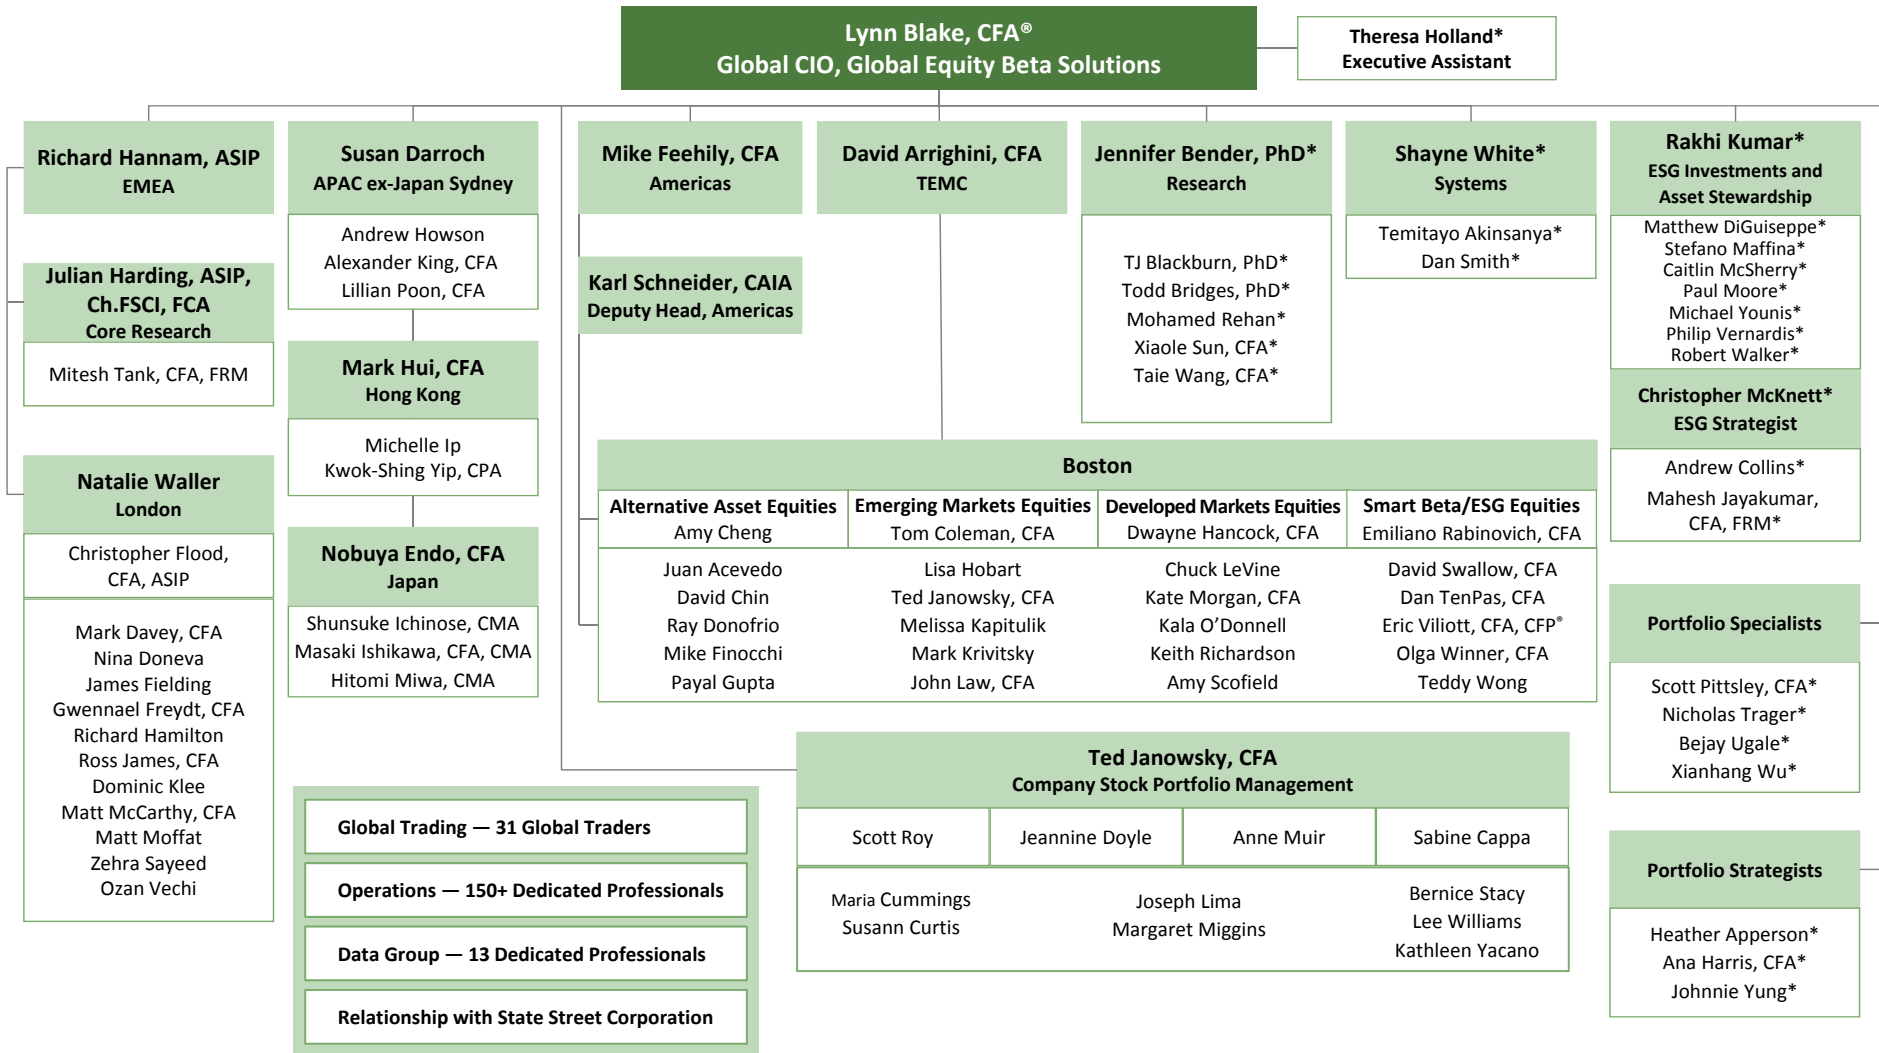 Lynn Blake, CFA®
Global CIO, Global Equity Beta Solutions
Theresa Holland*
Executive Assistant
Richard Hannam, ASIP
EMEA
Julian Harding, ASIP,
Ch.FSCI, FCA
Core Research
Mitesh Tank, CFA, FRM
Natalie Waller
London
Christopher Flood,
CFA, ASIP
Mark Davey, CFA
Nina Doneva
James Fielding
Gwennael Freydt, CFA
Richard Hamilton
Ross James, CFA
Dominic Klee
Matt McCarthy, CFA
Matt Moffat
Zehra Sayeed
Ozan Vechi
Susan Darroch
APAC ex-Japan Sydney
Andrew Howson
Alexander King, CFA
Lillian Poon, CFA
Mark Hui, CFA
Hong Kong
Michelle Ip
Kwok-Shing Yip, CPA
Nobuya Endo, CFA
Japan
Shunsuke Ichinose, CMA
Masaki Ishikawa, CFA, CMA
Hitomi Miwa, CMA
Global Trading — 31 Global Traders
Operations — 150+ Dedicated Professionals
Data Group — 13 Dedicated Professionals
Relationship with State Street Corporation
Mike Feehily, CFA
Americas
Karl Schneider, CAIA
Deputy Head, Americas
David Arrighini, CFA
TEMC
Jennifer Bender, PhD*
Research
TJ Blackburn, PhD*
Todd Bridges, PhD*
Mohamed Rehan*
Xiaole Sun, CFA*
Taie Wang, CFA*
Shayne White*
Systems
Temitayo Akinsanya*
Dan Smith*
Boston
Alternative Asset Equities
Amy Cheng
Juan Acevedo
David Chin
Ray Donofrio
Mike Finocchi
Payal Gupta
Emerging Markets Equities
Tom Coleman, CFA
Lisa Hobart
Ted Janowsky, CFA
Melissa Kapitulik
Mark Krivitsky
John Law, CFA
Developed Markets Equities
Dwayne Hancock, CFA
Chuck LeVine
Kate Morgan, CFA
Kala O’Donnell
Keith Richardson
Amy Scofield
Smart Beta/ESG Equities
Emiliano Rabinovich, CFA
David Swallow, CFA
Dan TenPas, CFA
Eric Viliott, CFA, CFP®
Olga Winner, CFA
Teddy Wong
Ted Janowsky, CFA
Company Stock Portfolio Management
Scott Roy
Jeannine Doyle
Anne Muir
Sabine Cappa
Maria Cummings
Susann Curtis
Joseph Lima
Margaret Miggins
Bernice Stacy
Lee Williams
Kathleen Yacano
Rakhi Kumar*
ESG Investments and
Asset Stewardship
Matthew DiGuiseppe*
Stefano Maffina*
Caitlin McSherry*
Paul Moore*
Michael Younis*
Philip Vernardis*
Robert Walker*
Christopher McKnett*
ESG Strategist
Andrew Collins*
Mahesh Jayakumar,
CFA, FRM*
Portfolio Specialists
Scott Pittsley, CFA*
Nicholas Trager*
Bejay Ugale*
Xianhang Wu*
Portfolio Strategists
Heather Apperson*
Ana Harris, CFA*
Johnnie Yung*